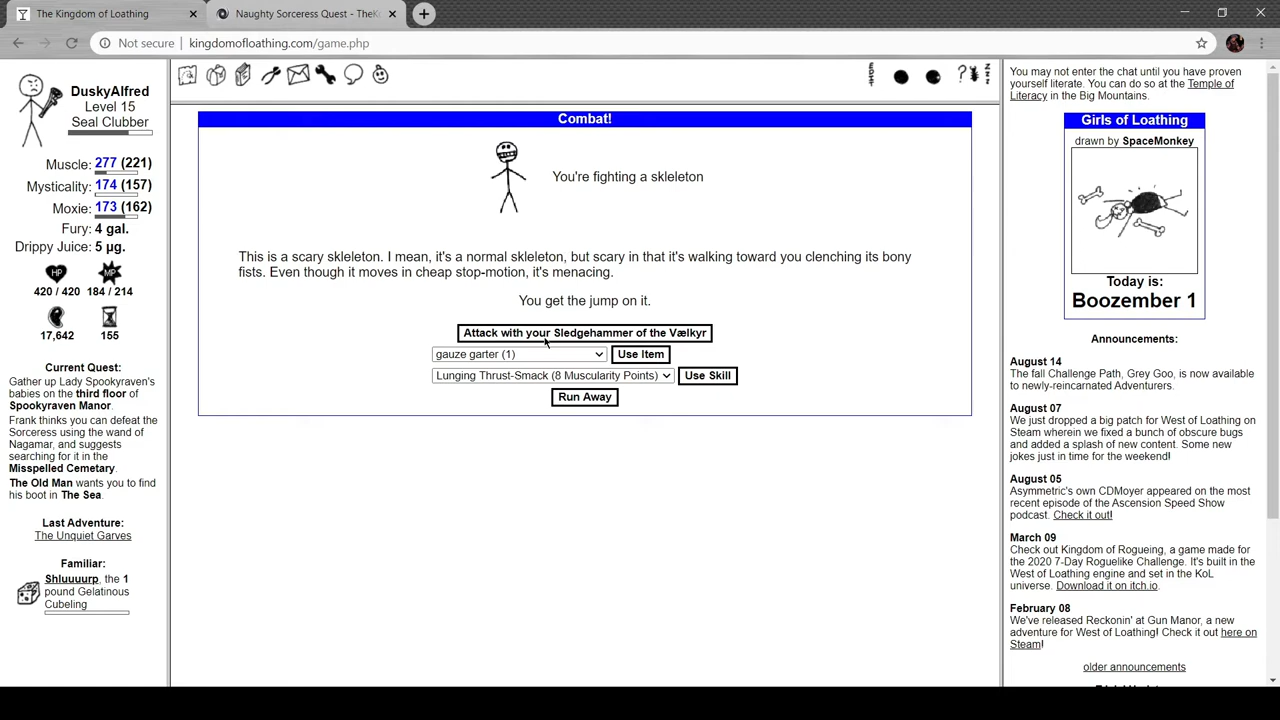 The Kingdom of Loathing
Naughty Sorceress Quest - TheK
Not secure | kingdomofloathing.com/game.php
DuskyAlfred
Level 15
Seal Clubber
Muscle: 277 (221)
Mysticality: 174 (157)
Moxie: 173 (162)
Fury: 4 gal.
Drippy Juice: 5 µg.
HP
MP
420 / 420
184 / 214
17,642
155
Current Quest:
Gather up Lady Spookyraven's
babies on the third floor of
Spookyraven Manor.
Frank thinks you can defeat the
Sorceress using the wand of
Nagamar, and suggests
searching for it in the
Misspelled Cemetary.
The Old Man wants you to find
his boot in The Sea.
Last Adventure:
The Unquiet Garves
Familiar:
Shluuuurp, the 1
pound Gelatinous
Cubeling
Combat!
You're fighting a skleleton
This is a scary skleleton. I mean, it's a normal skleleton, but scary in that it's walking toward you clenching its bony
fists. Even though it moves in cheap stop-motion, it's menacing.
You get the jump on it.
Attack with your Sledgehammer of the Vælkyr
gauze garter (1)
Use Item
Lunging Thrust-Smack (8 Muscularity Points)
Use Skill
Run Away
You may not enter the chat until you have proven
yourself literate. You can do so at the Temple of
Literacy in the Big Mountains.
Girls of Loathing
drawn by SpaceMonkey
Today is:
Boozember 1
Announcements:
August 14
The fall Challenge Path, Grey Goo, is now available
to newly-reincarnated Adventurers.
August 07
We just dropped a big patch for West of Loathing on
Steam wherein we fixed a bunch of obscure bugs
and added a splash of new content. Some new
jokes just in time for the weekend!
August 05
Asymmetric's own CDMoyer appeared on the most
recent episode of the Ascension Speed Show
podcast. Check it out!
March 09
Check out Kingdom of Rogueing, a game made for
the 2020 7-Day Roguelike Challenge. It's built in the
West of Loathing engine and set in the KoL
universe. Download it on itch.io.
February 08
We've released Reckonin' at Gun Manor, a new
adventure for West of Loathing! Check it out here on
Steam!
older announcements